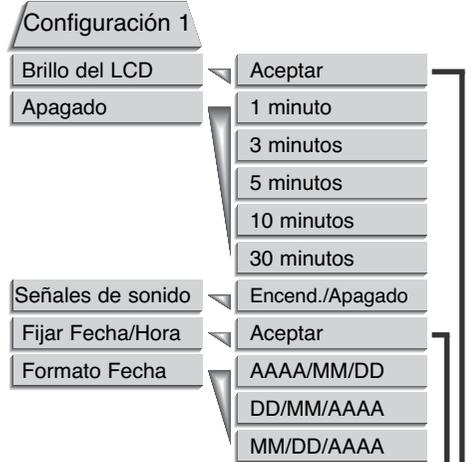 Configuración 1
Brillo del LCD
Aceptar
Apagado
1 minuto
3 minutos
5 minutos
10 minutos
30 minutos
Señales de sonido
Encend./Apagado
Fijar Fecha/Hora
Aceptar
Formato Fecha
AAAA/MM/DD
DD/MM/AAAA
MM/DD/AAAA